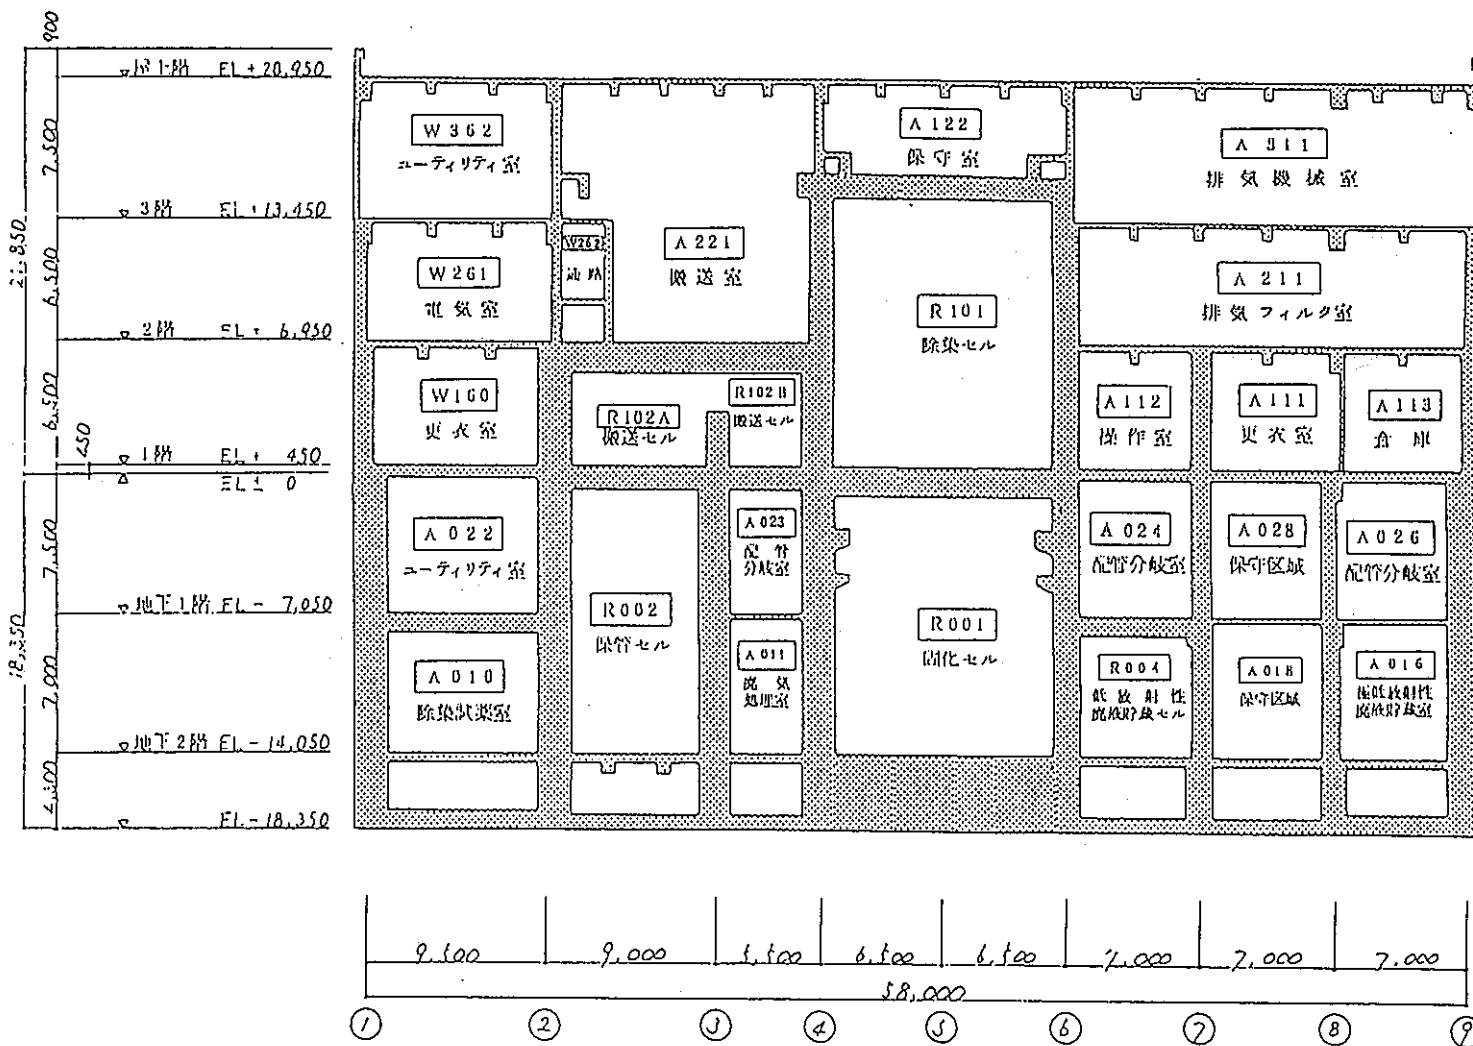 900
屋上階 EL+20,950
7,500
3階 EL+13,450
21,850
6,500
2階 EL+ 6,950
6,500
450
1階 EL+ 450
EL± 0
7,500
地下1階 EL- 7,050
18,350
7,000
地下2階 EL-14,050
4,300
EL-18,350
W362
ユーティリティ室
A122
保守室
A311
排気機械室
W262
A221
搬送室
W261
電気室
A211
排気フィルタ室
R101
除染セル
W160
更衣室
R102A
搬送セル
R102B
搬送セル
A112
操作室
A111
更衣室
A113
倉庫
A022
ユーティリティ室
A023
配管
分岐室
A024
配管分岐室
A028
保守区域
A026
配管分岐室
R002
保管セル
R001
固化セル
A010
除染試薬室
A011
廃気
処理室
R004
低放射性
廃液貯蔵セル
A018
保守区域
A016
極低放射性
廃液貯蔵室
9,500
9,000
5,500
6,500
6,500
7,000
7,000
7,000
58,000
① ② ③ ④ ⑤ ⑥ ⑦ ⑧ ⑨